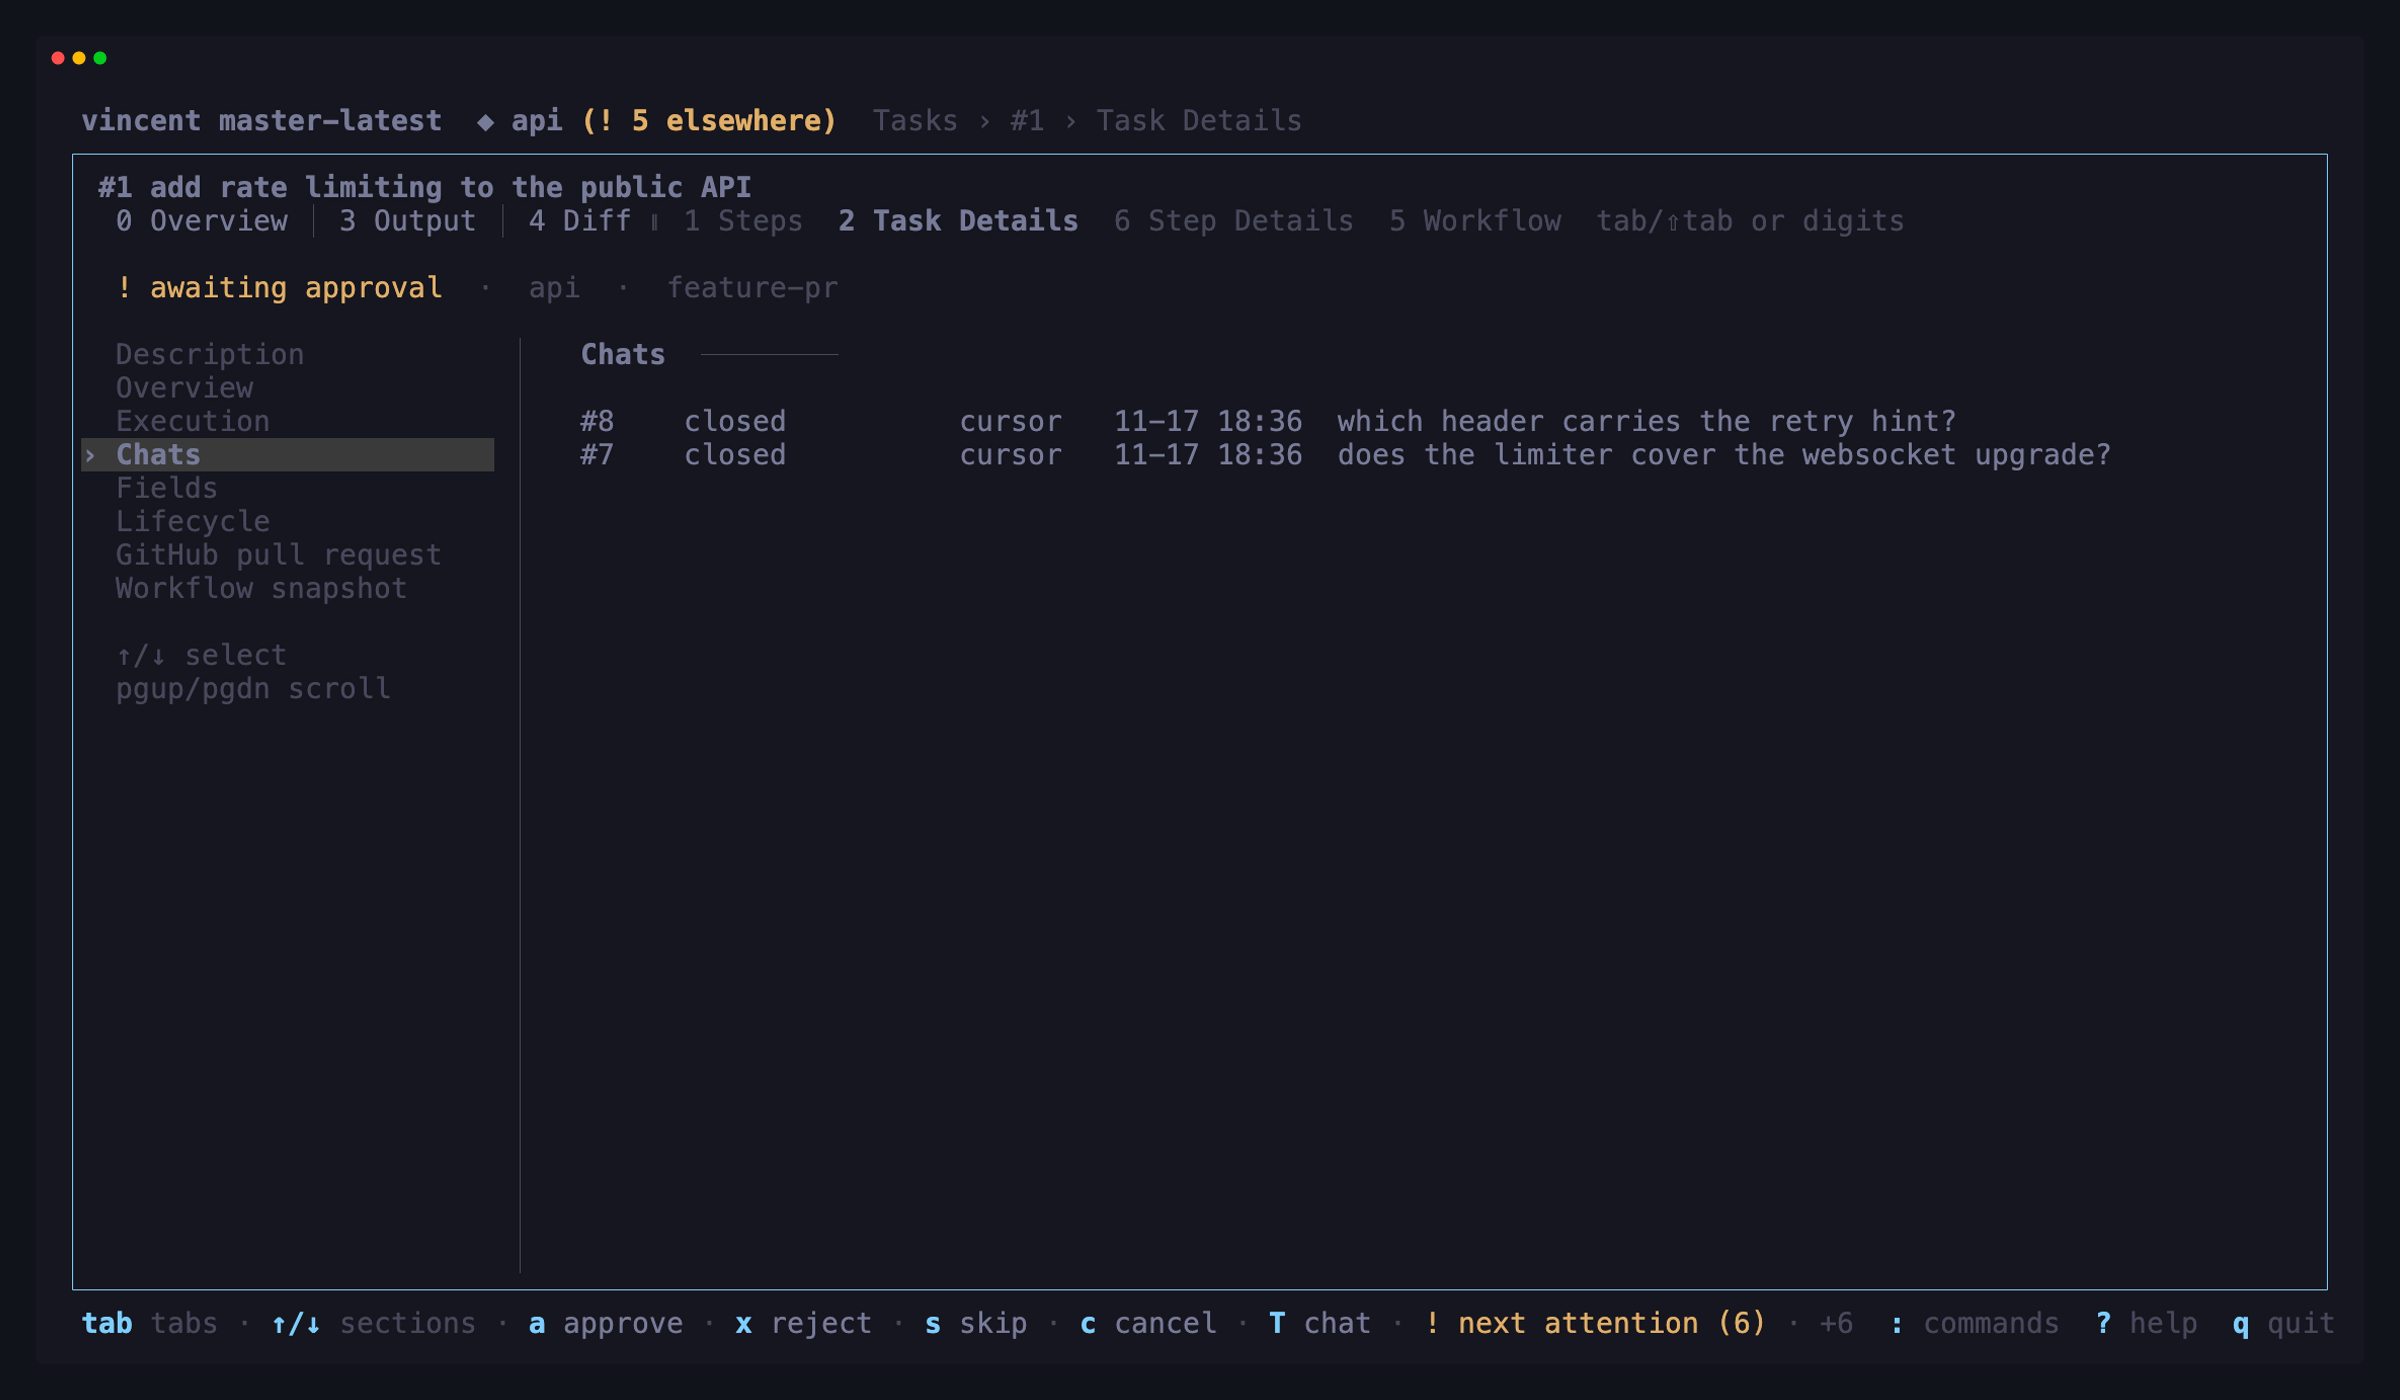 vincent master-latest ◆ api (! 5 elsewhere) Tasks › #1 › Task Details
#1 add rate limiting to the public API
0 Overview │ 3 Output │ 4 Diff ‖ 1 Steps 2 Task Details 6 Step Details 5 Workflow tab/⇧tab or digits
! awaiting approval · api · feature-pr
Description
Overview
Execution
› Chats
Fields
Lifecycle
GitHub pull request
Workflow snapshot
↑/↓ select
pgup/pgdn scroll
Chats
#8 closed cursor 11-17 18:36 which header carries the retry hint?
#7 closed cursor 11-17 18:36 does the limiter cover the websocket upgrade?
tab tabs · ↑/↓ sections · a approve · x reject · s skip · c cancel · T chat · ! next attention (6) · +6 : commands ? help q quit